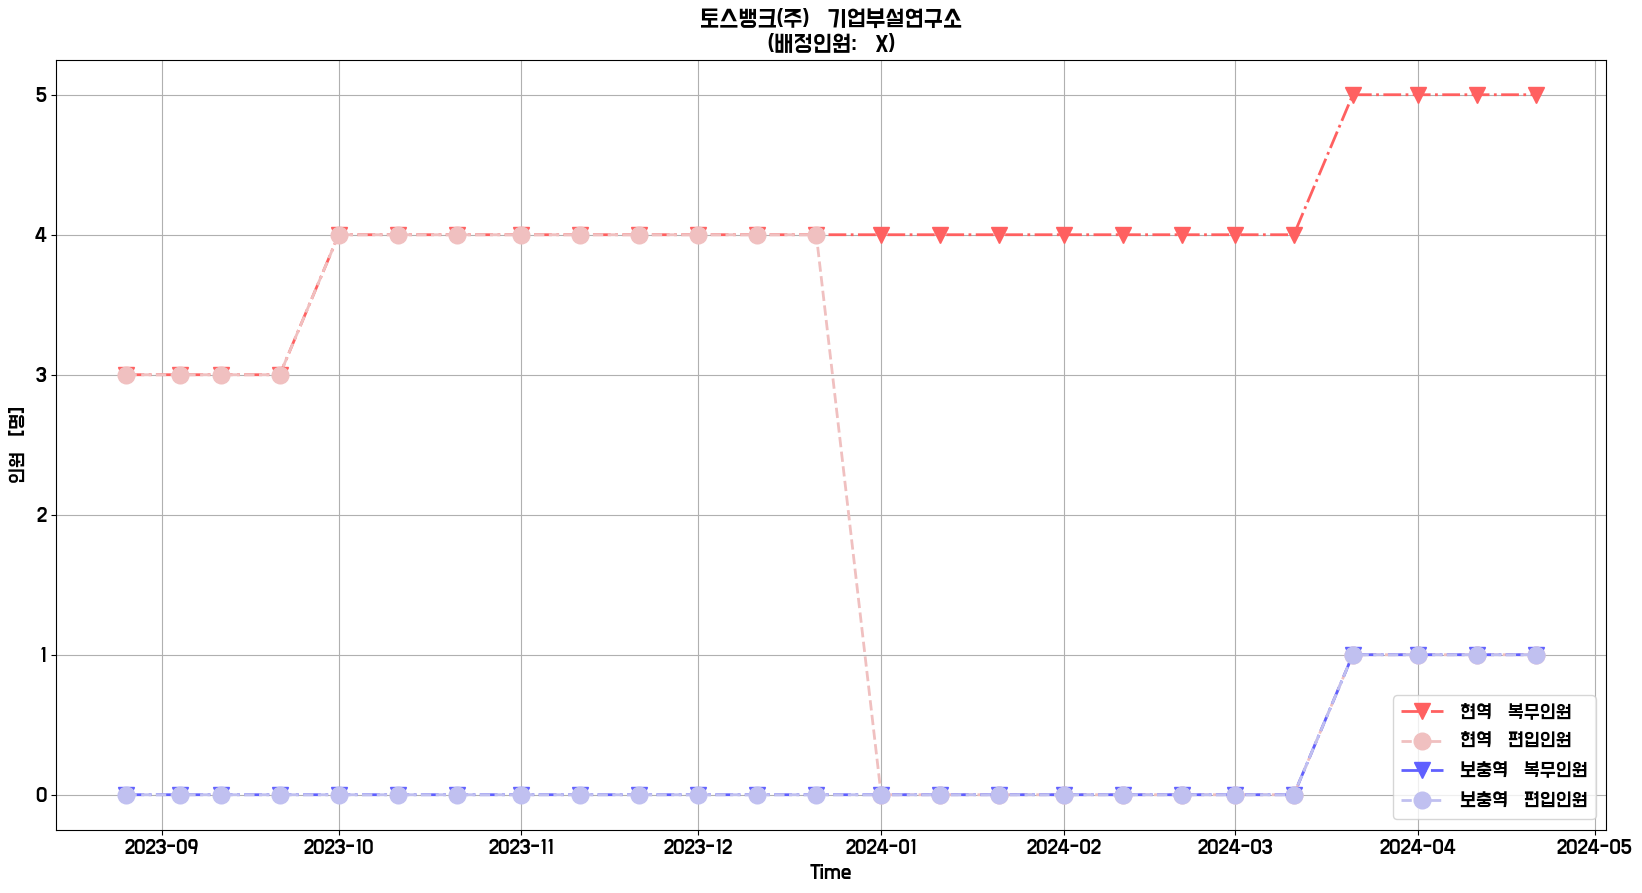 토스뱅크(주) 기업부설연구소
(배정인원: X)
인원 [명]
5
4
3
2
1
0
2023-09
2023-10
2023-11
2023-12
2024-01
2024-02
2024-03
2024-04
2024-05
Time
현역 복무인원
현역 편입인원
보충역 복무인원
보충역 편입인원